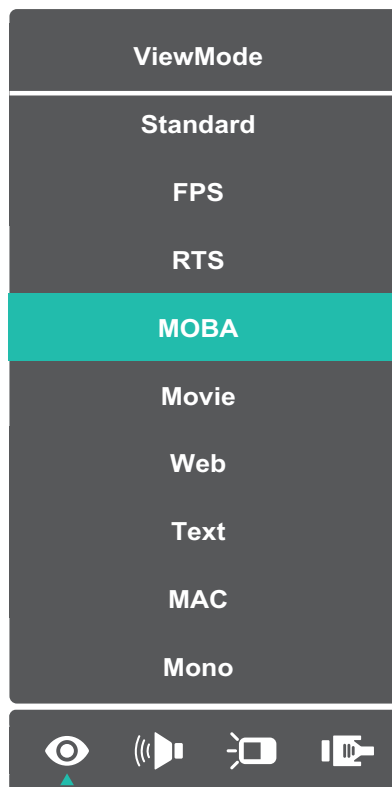 ViewMode
Standard
FPS
RTS
MOBA
Movie
Web
Text
MAC
Mono